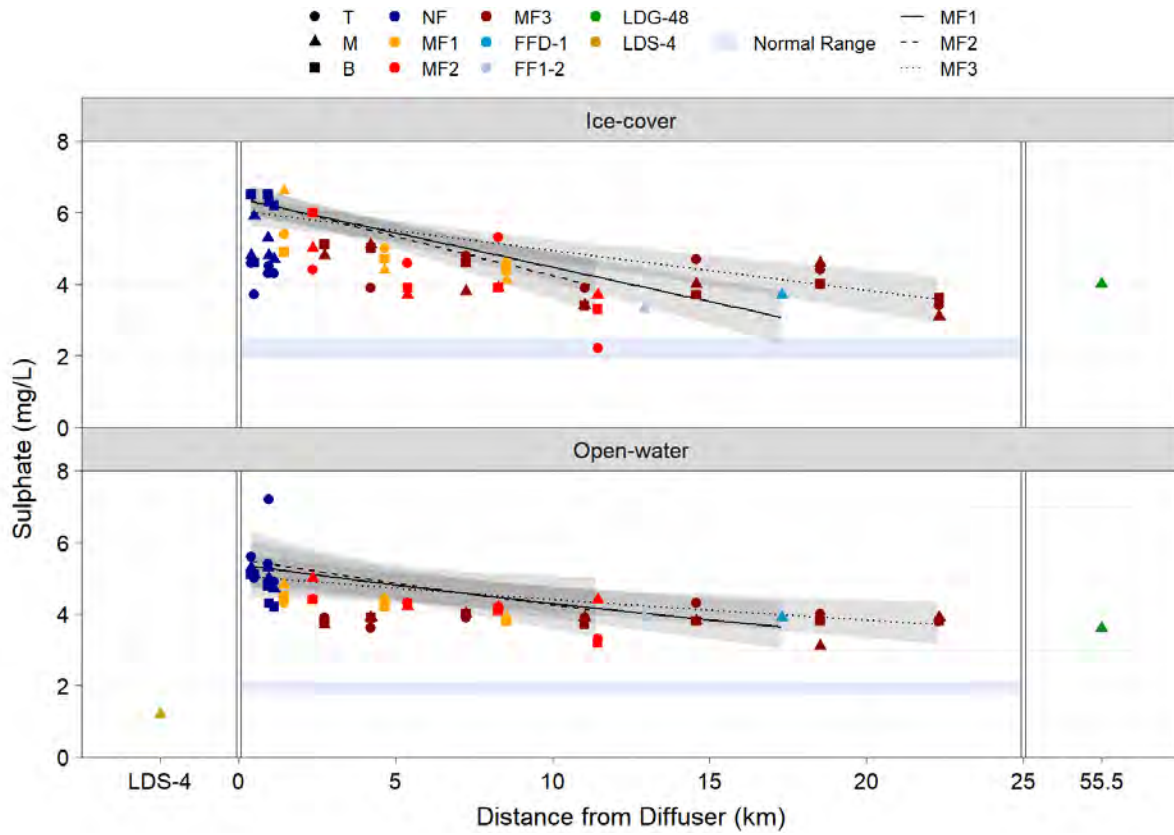 T NF MF3 LDG-48 MF1
M MF1 FFD-1 LDS-4 Normal Range MF2
B MF2 FF1-2 MF3
Ice-cover
8
6
4
2
0
Sulphate (mg/L)
Open-water
8
6
4
2
0
LDS-4 0 5 10 15 20 25 55.5
Distance from Diffuser (km)